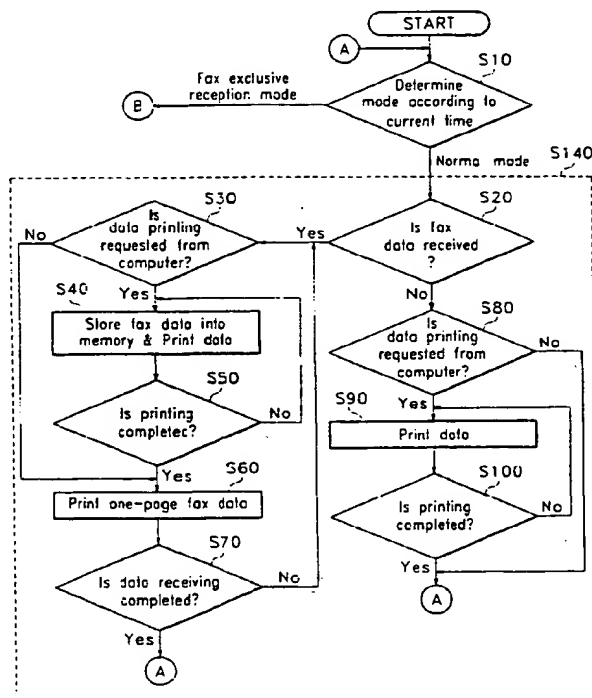 START
A
S10
Fax exclusive
reception mode
B
Determine
mode according to
current time
Norma mode
S140
S30
Is
data printing
requested from
computer?
No
Yes
Yes
S20
Is fax
data received
?
No
S40
Store fax data into
memory & Print data
S80
Is
data printing
requested from
computer?
No
Yes
S50
Is printing
completec?
No
Yes
S90
Print data
S60
Print one-page fax data
S100
Is printing
completed?
No
Yes
S70
Is data receiving
completed?
No
Yes
A
A